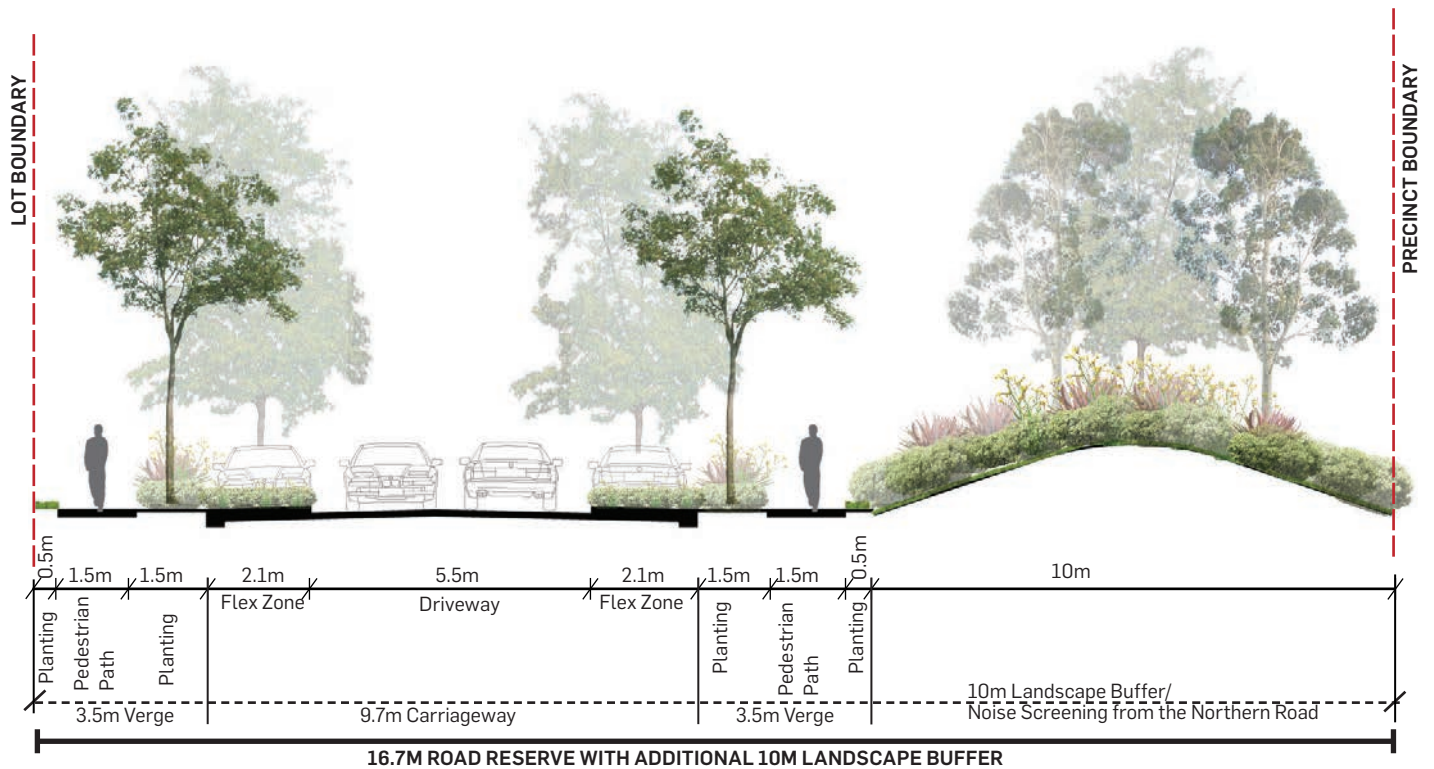 LOT BOUNDARY
PRECINCT BOUNDARY
0.5m
1.5m
1.5m
2.1m
5.5m
2.1m
1.5m
1.5m
0.5m
10m
Planting
Pedestrian
Path
Planting
Flex Zone
Driveway
Flex Zone
Planting
Pedestrian
Path
Planting
10m Landscape Buffer/
Noise Screening from the Northern Road
3.5m Verge
9.7m Carriageway
3.5m Verge
16.7M ROAD RESERVE WITH ADDITIONAL 10M LANDSCAPE BUFFER